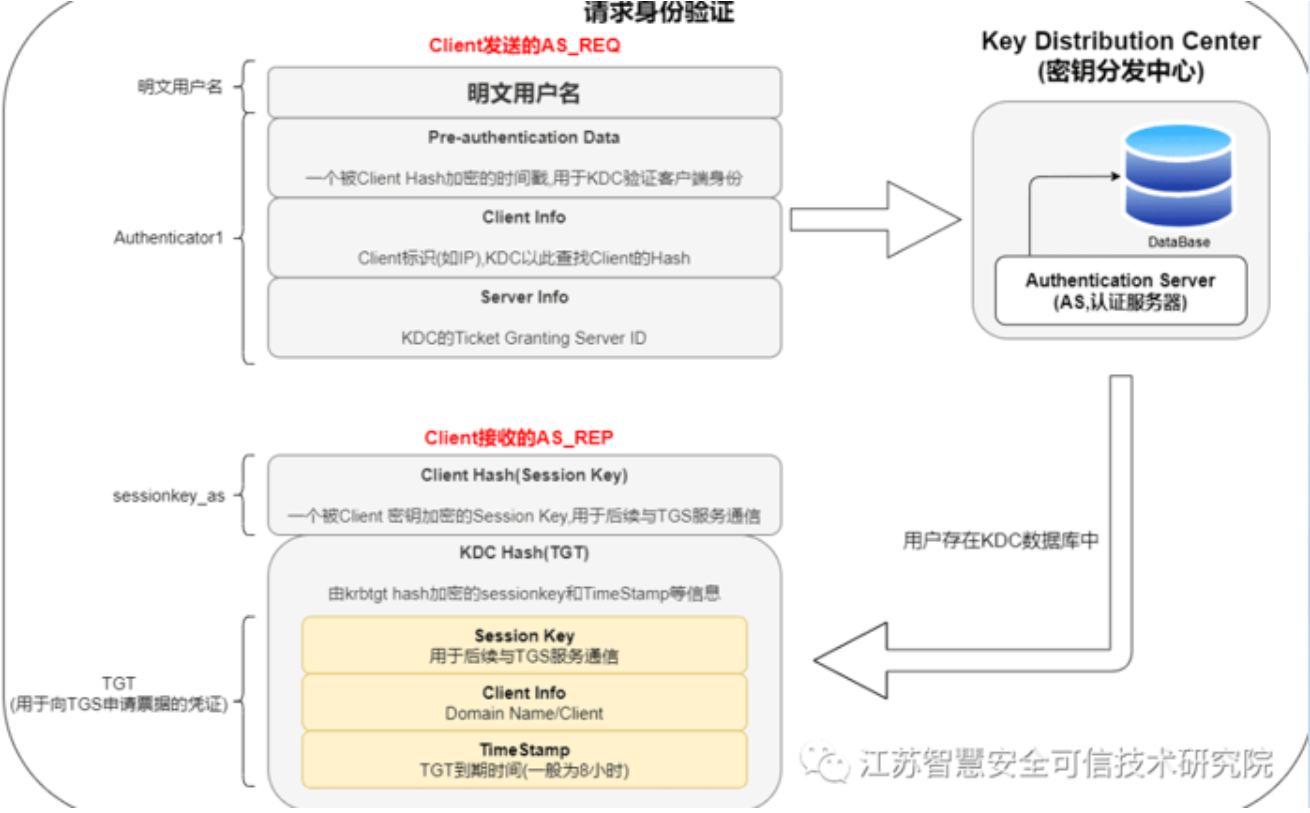 请求身份验证
Client发送的AS_REQ
明文用户名
明文用户名
Authenticator1
Pre-authentication Data
一个被Client Hash加密的时间戳,用于KDC验证客户端身份
Client Info
Client标识(如IP),KDC以此查找Client的Hash
Server Info
KDC的Ticket Granting Server ID
Key Distribution Center
(密钥分发中心)
DataBase
Authentication Server
(AS,认证服务器)
用户存在KDC数据库中
Client接收的AS_REP
sessionkey_as
Client Hash(Session Key)
一个被Client 密钥加密的Session Key,用于后续与TGS服务通信
KDC Hash(TGT)
由krbtgt hash加密的sessionkey和TimeStamp等信息
TGT
(用于向TGS申请票据的凭证)
Session Key
用于后续与TGS服务通信
Client Info
Domain Name/Client
TimeStamp
TGT到期时间(一般为8小时)
江苏智慧安全可信技术研究院